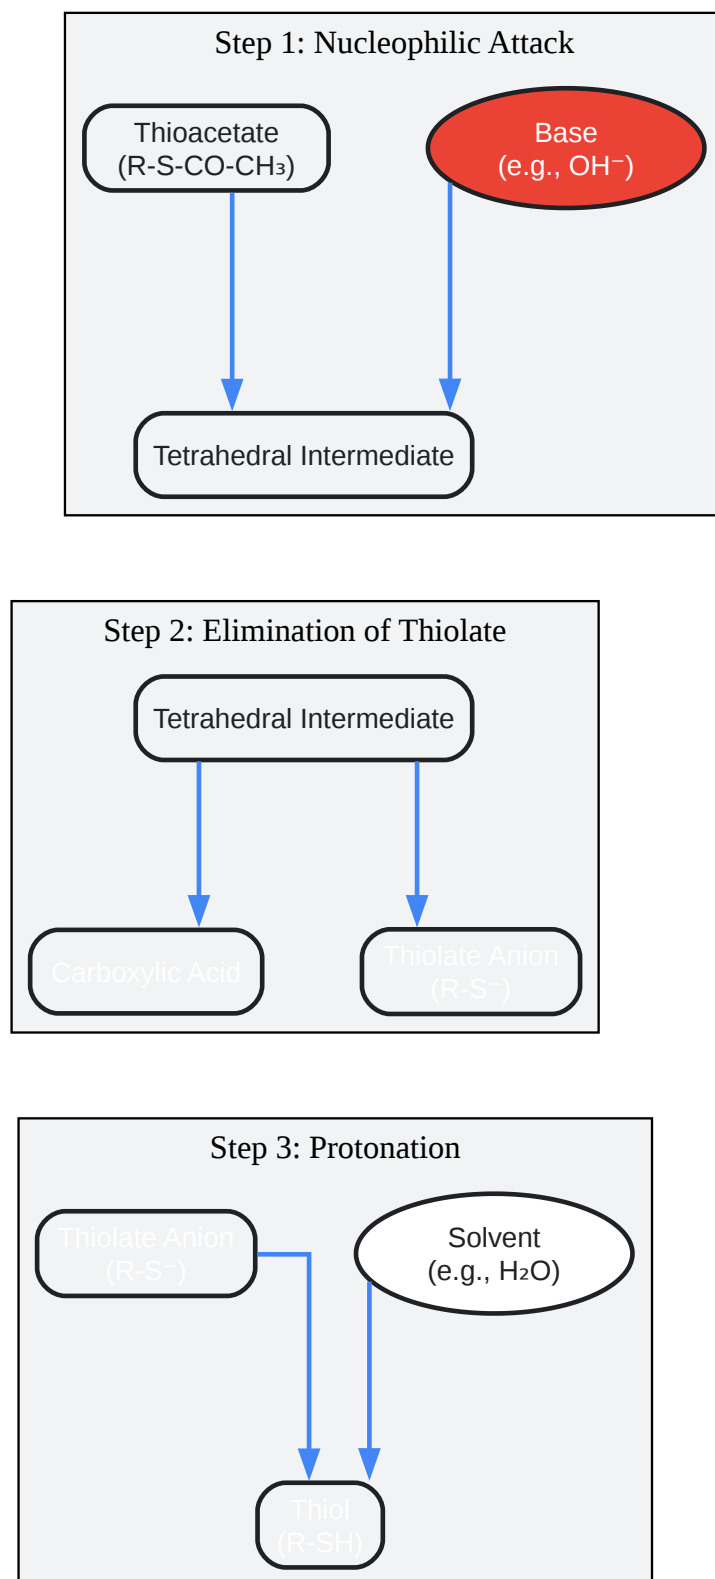 Step 1: Nucleophilic Attack
Thioacetate
(R-S-CO-CH₃)
Base
(e.g., OH⁻)
Tetrahedral Intermediate
Step 2: Elimination of Thiolate
Tetrahedral Intermediate
Carboxylic Acid
Thiolate Anion
(R-S⁻)
Step 3: Protonation
Thiolate Anion
(R-S⁻)
Solvent
(e.g., H₂O)
Thiol
(R-SH)